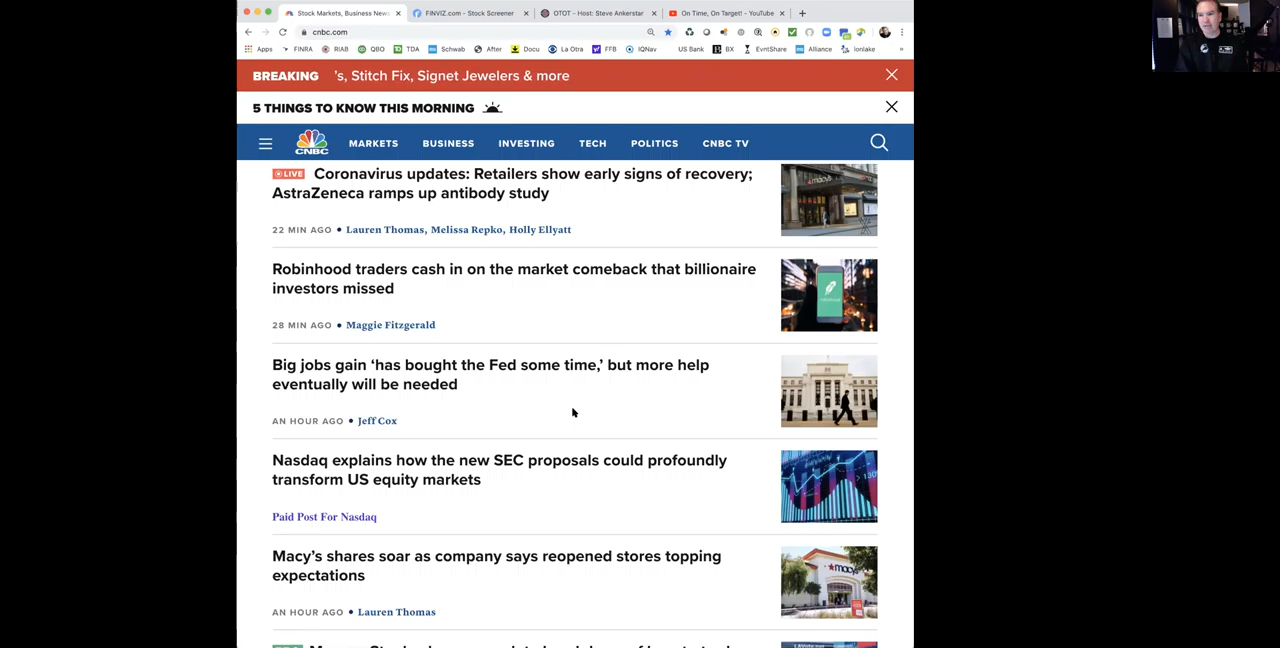 Stock Markets, Business News
FINVIZ.com - Stock Screener
OTOT - Host: Steve Ankerstar
On Time, On Target! - YouTube
cnbc.com
Apps
FINRA
RIAB
QBO
TDA
Schwab
After
Docu
La Otra
FFB
IQNav
US Bank
BX
EvntShare
Alliance
Ionlake
BREAKING 's, Stitch Fix, Signet Jewelers & more
5 THINGS TO KNOW THIS MORNING
CNBC
MARKETS
BUSINESS
INVESTING
TECH
POLITICS
CNBC TV
LIVE Coronavirus updates: Retailers show early signs of recovery;
AstraZeneca ramps up antibody study
22 MIN AGO • Lauren Thomas, Melissa Repko, Holly Ellyatt
Robinhood traders cash in on the market comeback that billionaire
investors missed
28 MIN AGO • Maggie Fitzgerald
Big jobs gain ‘has bought the Fed some time,’ but more help
eventually will be needed
AN HOUR AGO • Jeff Cox
Nasdaq explains how the new SEC proposals could profoundly
transform US equity markets
Paid Post For Nasdaq
Macy’s shares soar as company says reopened stores topping
expectations
macy's
AN HOUR AGO • Lauren Thomas